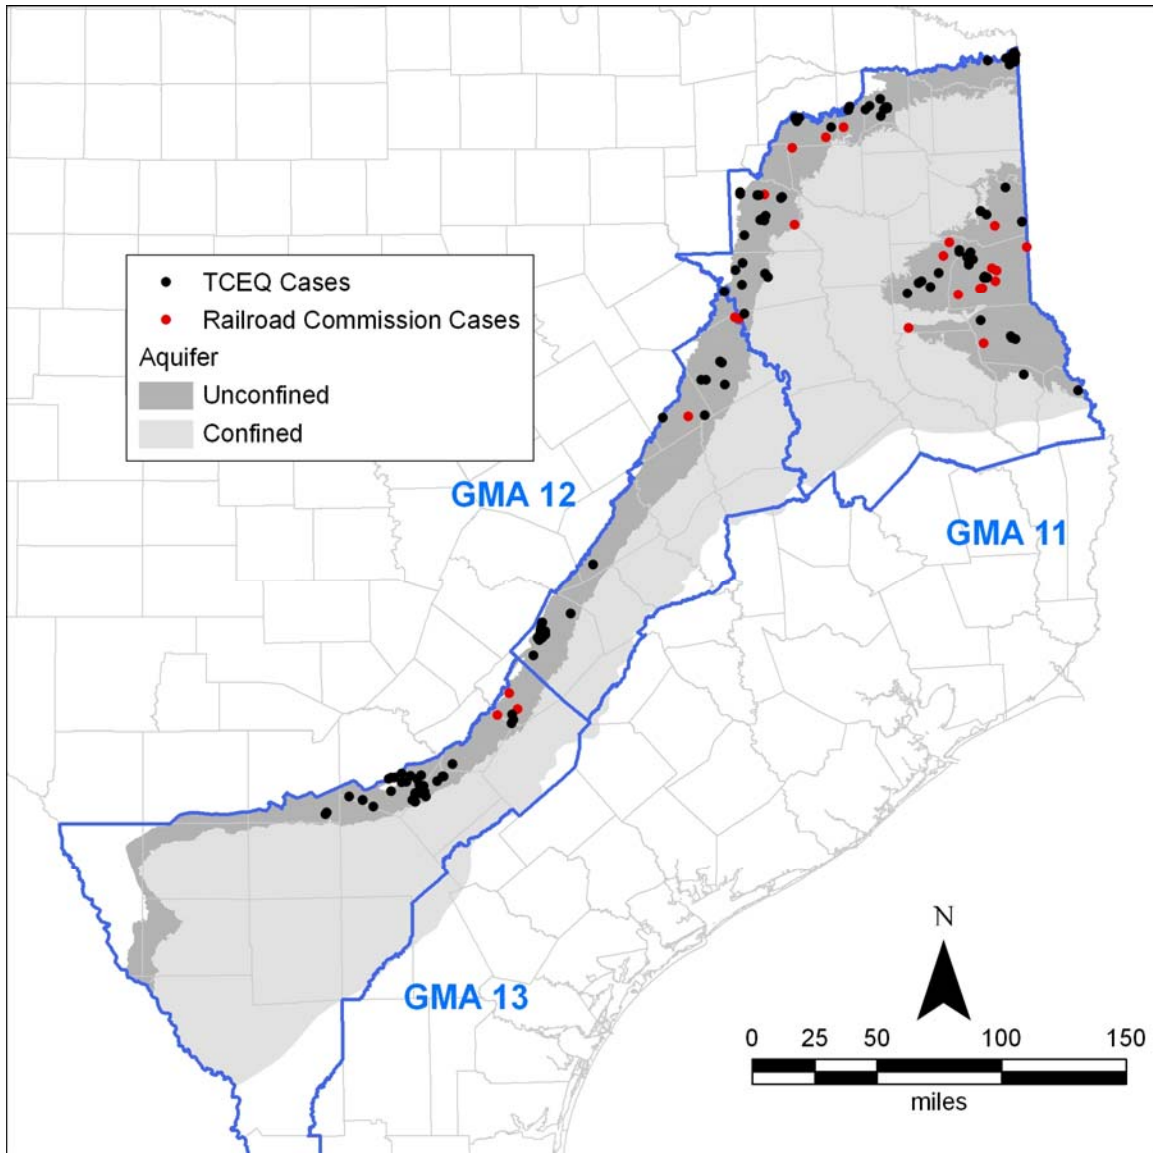 TCEQ Cases
Railroad Commission Cases
Aquifer
Unconfined
Confined
GMA 12
GMA 11
GMA 13
N
0 25 50 100 150
miles